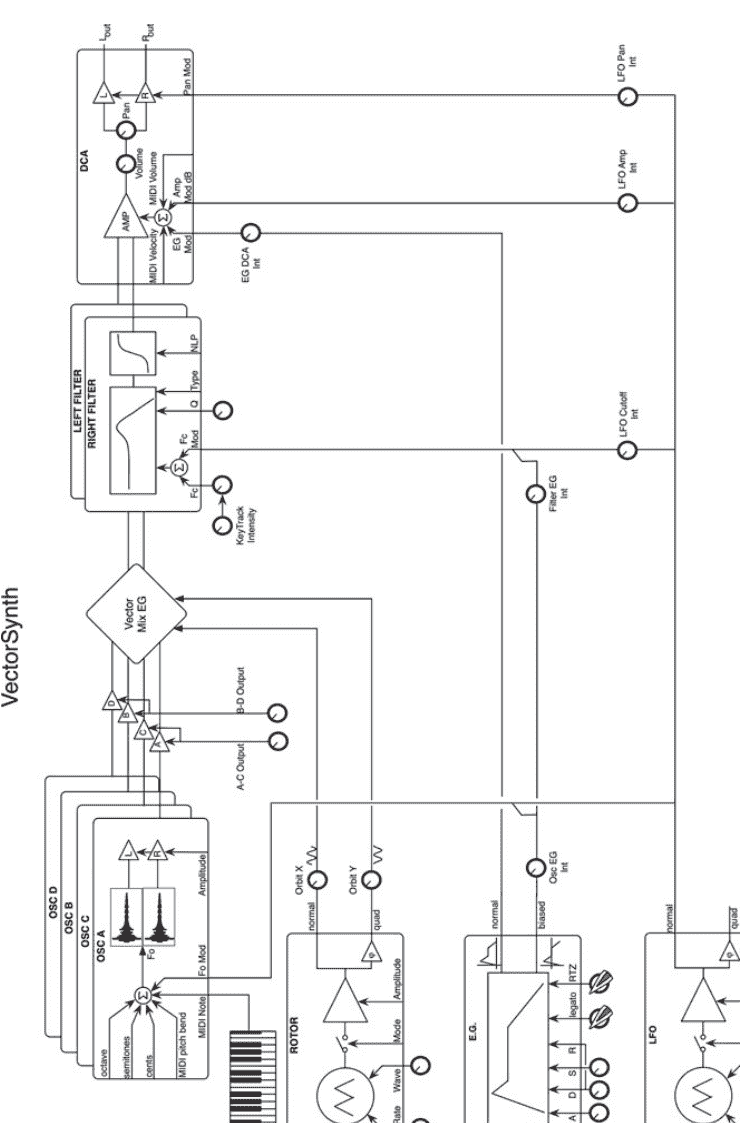 VectorSynth
Lout
Rout
DCA
L
R
Pan Mod
Pan
Volume
MIDI Volume
AMP
Σ
Amp
Mod dB
MIDI Velocity
EG
Mod
EG DCA
Int
LFO Pan
Int
LFO Amp
Int
LEFT FILTER
RIGHT FILTER
NLP
Type
Q
Fc
Mod
Σ
Fc
KeyTrack
Intensity
LFO Cutoff
Int
Filter EG
Int
Vector
Mix EG
D
B
C
A
B-D Output
A-C Output
OSC D
OSC B
OSC C
OSC A
L
R
Amplitude
Fo
Fo Mod
Σ
MIDI Note
octave
semitones
cents
MIDI pitch bend
Orbit X
Orbit Y
normal
quad
ROTOR
φ
Amplitude
Mode
Wave
Rate
Osc EG
Int
normal
biased
E.G.
RTZ
legato
R
S
D
A
normal
quad
LFO
φ